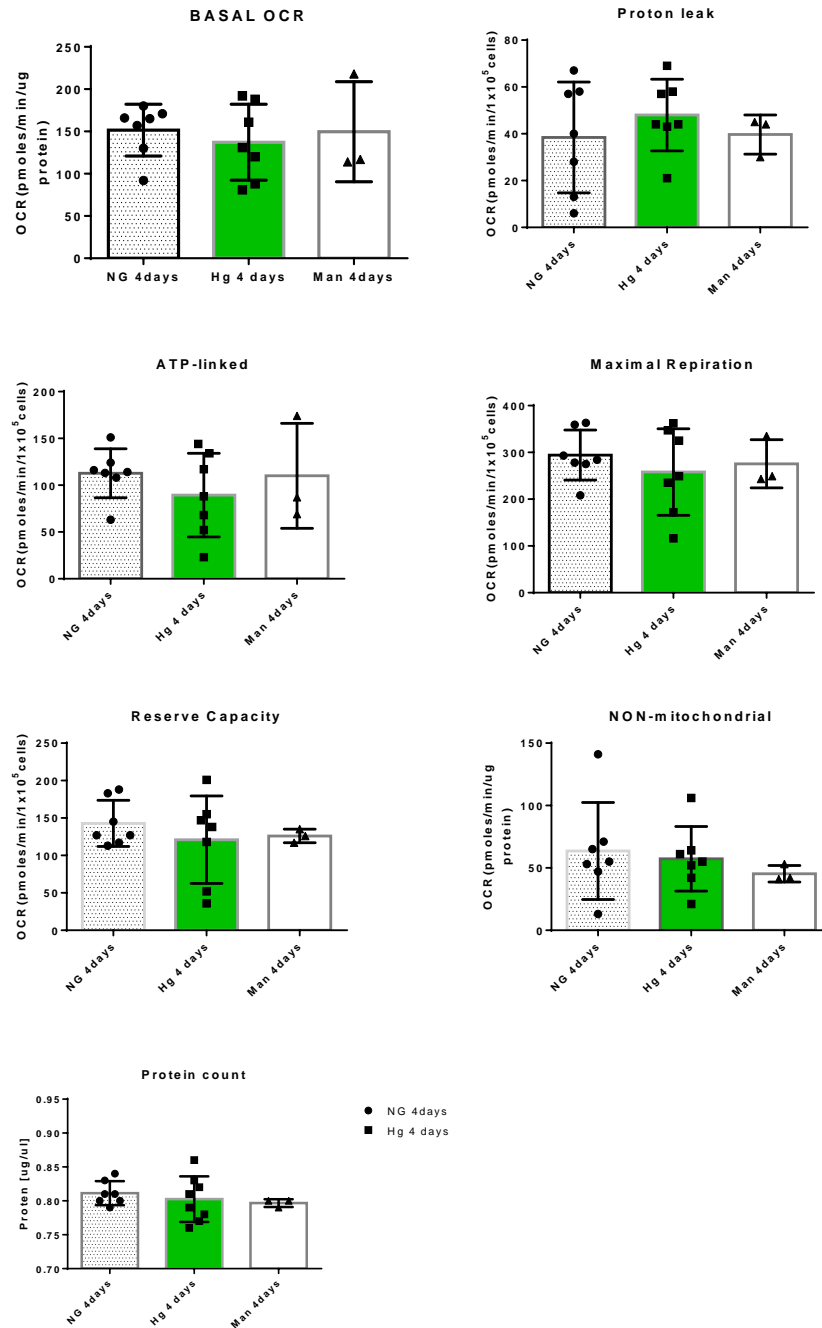 BASAL OCR
OCR(pmoles/min/ug
protein)
250
200
150
100
50
0
NG 4days
Hg 4 days
Man 4days
Proton leak
OCR(pmoles/min/1x10⁵cells)
80
60
40
20
0
NG 4days
Hg 4 days
Man 4days
ATP-linked
OCR(pmoles/min/1x10⁵cells)
200
150
100
50
0
NG 4days
Hg 4 days
Man 4days
Maximal Repiration
OCR(pmoles/min/1x10⁵cells)
400
300
200
100
0
NG 4days
Hg 4 days
Man 4days
Reserve Capacity
OCR(pmoles/min/1x10⁵cells)
250
200
150
100
50
0
NG 4days
Hg 4 days
Man 4days
NON-mitochondrial
OCR(pmoles/min/ug
protein)
150
100
50
0
NG 4days
Hg 4 days
Man 4days
Protein count
Proten [ug/ul]
0.95
0.90
0.85
0.80
0.75
0.70
NG 4days
Hg 4 days
Man 4days
NG 4days
Hg 4 days